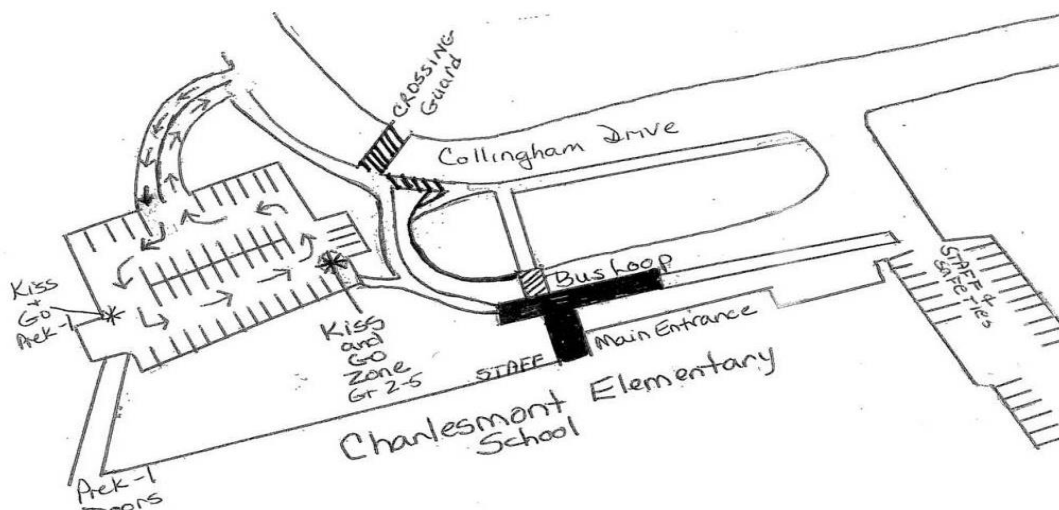 CROSSING
Guard
Collingham Drive
Bus Loop
STAFF &
SAFETIES
Kiss
+
Go
Prek-1
Kiss
and
GO
Zone
Gr 2-5
STAFF
Main Entrance
Charlesmont Elementary
School
Prek-1
Doors